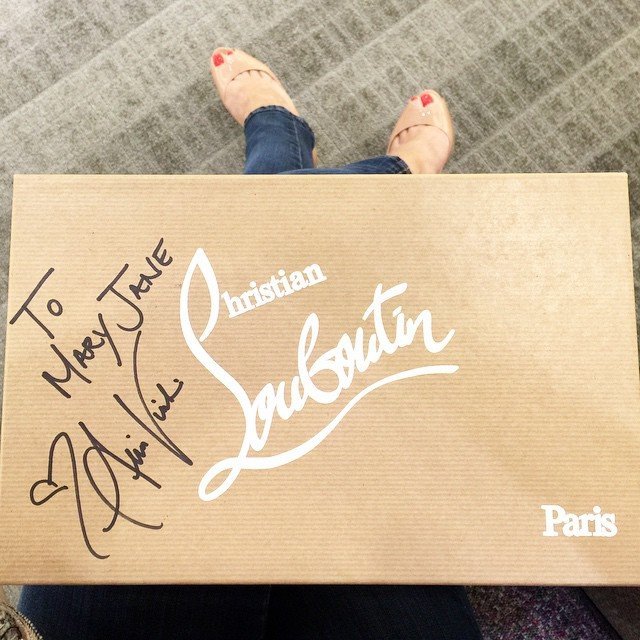 To
MARY JANE
Christian
Louboutin
Paris